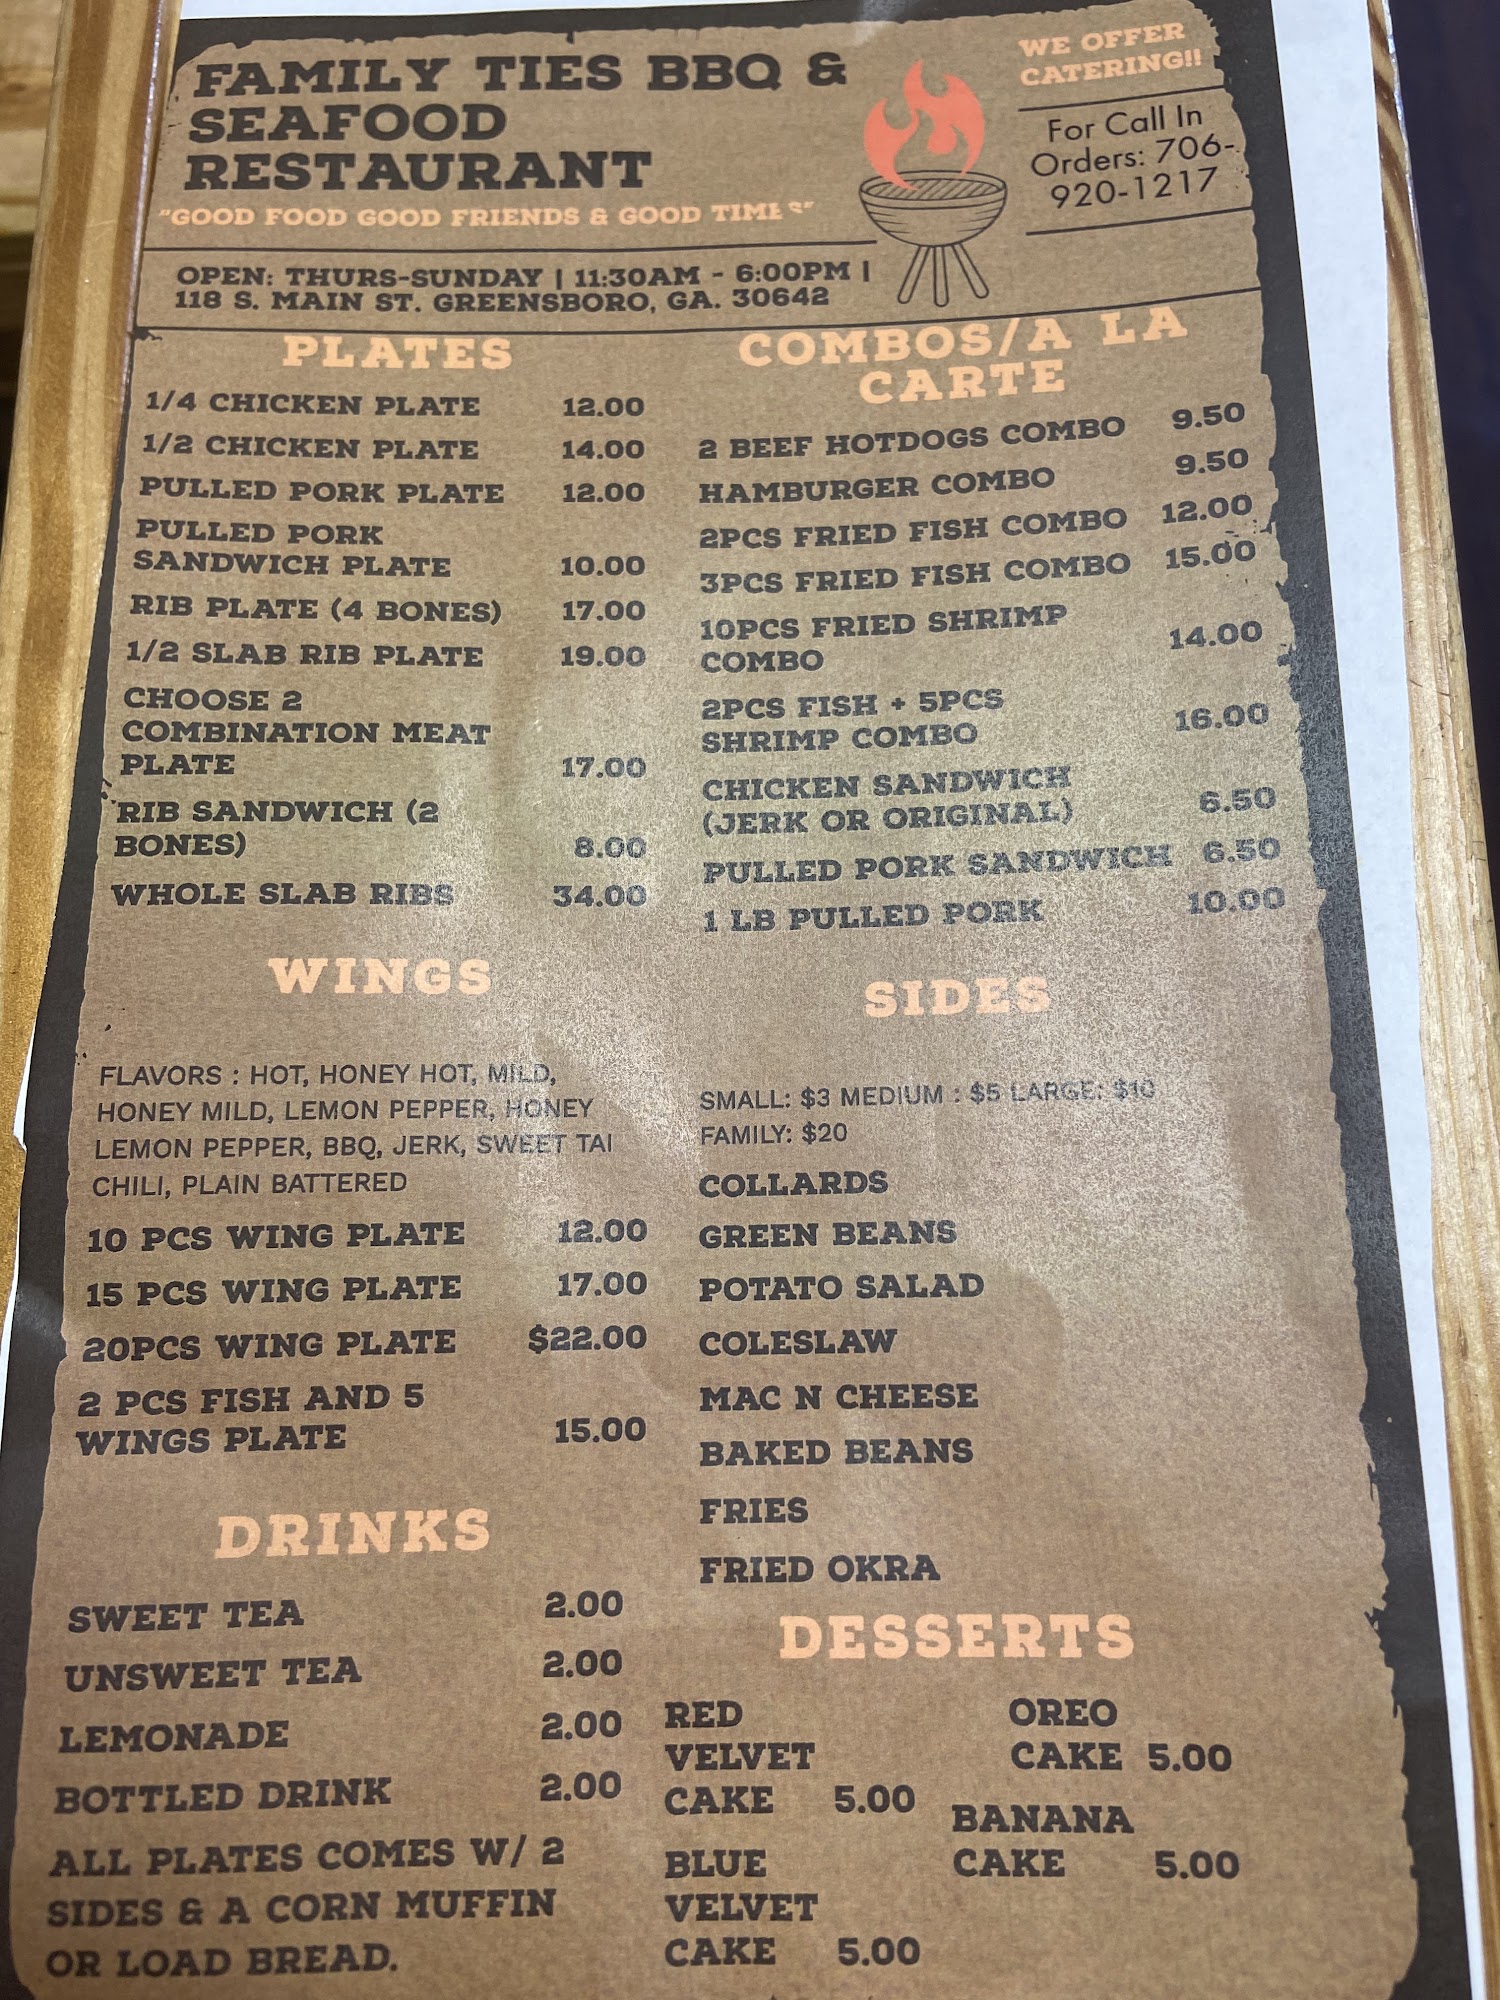 FAMILY TIES BBQ &
SEAFOOD
RESTAURANT
"GOOD FOOD GOOD FRIENDS & GOOD TIMES"
WE OFFER
CATERING!!
For Call In
Orders: 706-
920-1217
OPEN: THURS-SUNDAY | 11:30AM - 6:00PM |
118 S. MAIN ST. GREENSBORO, GA. 30642
PLATES
1/4 CHICKEN PLATE 12.00
1/2 CHICKEN PLATE 14.00
PULLED PORK PLATE 12.00
PULLED PORK
SANDWICH PLATE 10.00
RIB PLATE (4 BONES) 17.00
1/2 SLAB RIB PLATE 19.00
CHOOSE 2
COMBINATION MEAT
PLATE 17.00
RIB SANDWICH (2
BONES) 8.00
WHOLE SLAB RIBS 34.00
COMBOS/A LA
CARTE
2 BEEF HOTDOGS COMBO 9.50
HAMBURGER COMBO 9.50
2PCS FRIED FISH COMBO 12.00
3PCS FRIED FISH COMBO 15.00
10PCS FRIED SHRIMP
COMBO 14.00
2PCS FISH + 5PCS
SHRIMP COMBO 16.00
CHICKEN SANDWICH
(JERK OR ORIGINAL) 6.50
PULLED PORK SANDWICH 6.50
1 LB PULLED PORK 10.00
WINGS
FLAVORS : HOT, HONEY HOT, MILD,
HONEY MILD, LEMON PEPPER, HONEY
LEMON PEPPER, BBQ, JERK, SWEET TAI
CHILI, PLAIN BATTERED
10 PCS WING PLATE 12.00
15 PCS WING PLATE 17.00
20PCS WING PLATE $22.00
2 PCS FISH AND 5
WINGS PLATE 15.00
SIDES
SMALL: $3 MEDIUM : $5 LARGE: $10
FAMILY: $20
COLLARDS
GREEN BEANS
POTATO SALAD
COLESLAW
MAC N CHEESE
BAKED BEANS
FRIES
FRIED OKRA
DRINKS
SWEET TEA 2.00
UNSWEET TEA 2.00
LEMONADE 2.00
BOTTLED DRINK 2.00
ALL PLATES COMES W/ 2
SIDES & A CORN MUFFIN
OR LOAD BREAD.
DESSERTS
RED
VELVET
CAKE 5.00
BLUE
VELVET
CAKE 5.00
OREO
CAKE 5.00
BANANA
CAKE 5.00